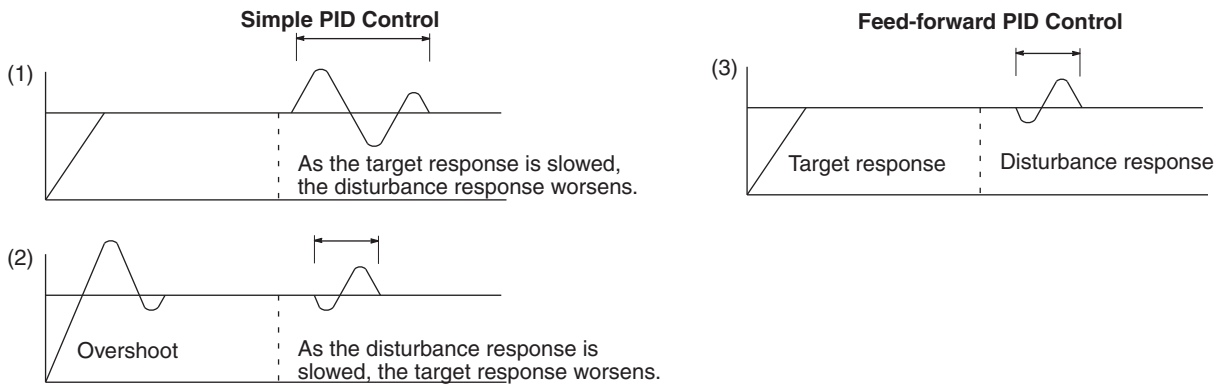 Simple PID Control
(1)
As the target response is slowed,
the disturbance response worsens.
(2)
Overshoot
As the disturbance response is
slowed, the target response worsens.
Feed-forward PID Control
(3)
Target response
Disturbance response